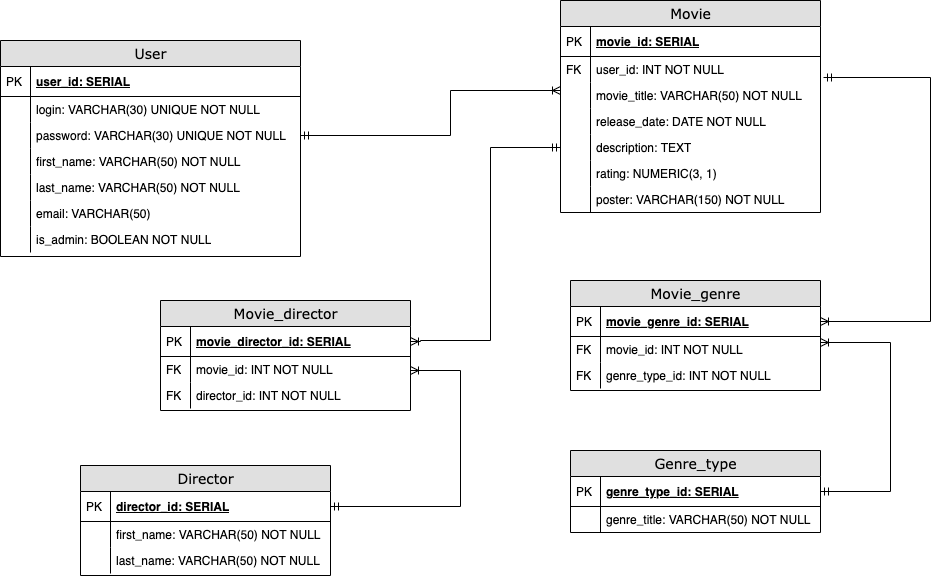 User
PK user_id: SERIAL
login: VARCHAR(30) UNIQUE NOT NULL
password: VARCHAR(30) UNIQUE NOT NULL
first_name: VARCHAR(50) NOT NULL
last_name: VARCHAR(50) NOT NULL
email: VARCHAR(50)
is_admin: BOOLEAN NOT NULL
Movie
PK movie_id: SERIAL
FK user_id: INT NOT NULL
movie_title: VARCHAR(50) NOT NULL
release_date: DATE NOT NULL
description: TEXT
rating: NUMERIC(3, 1)
poster: VARCHAR(150) NOT NULL
Movie_director
PK movie_director_id: SERIAL
FK movie_id: INT NOT NULL
FK director_id: INT NOT NULL
Movie_genre
PK movie_genre_id: SERIAL
FK movie_id: INT NOT NULL
FK genre_type_id: INT NOT NULL
Director
PK director_id: SERIAL
first_name: VARCHAR(50) NOT NULL
last_name: VARCHAR(50) NOT NULL
Genre_type
PK genre_type_id: SERIAL
genre_title: VARCHAR(50) NOT NULL